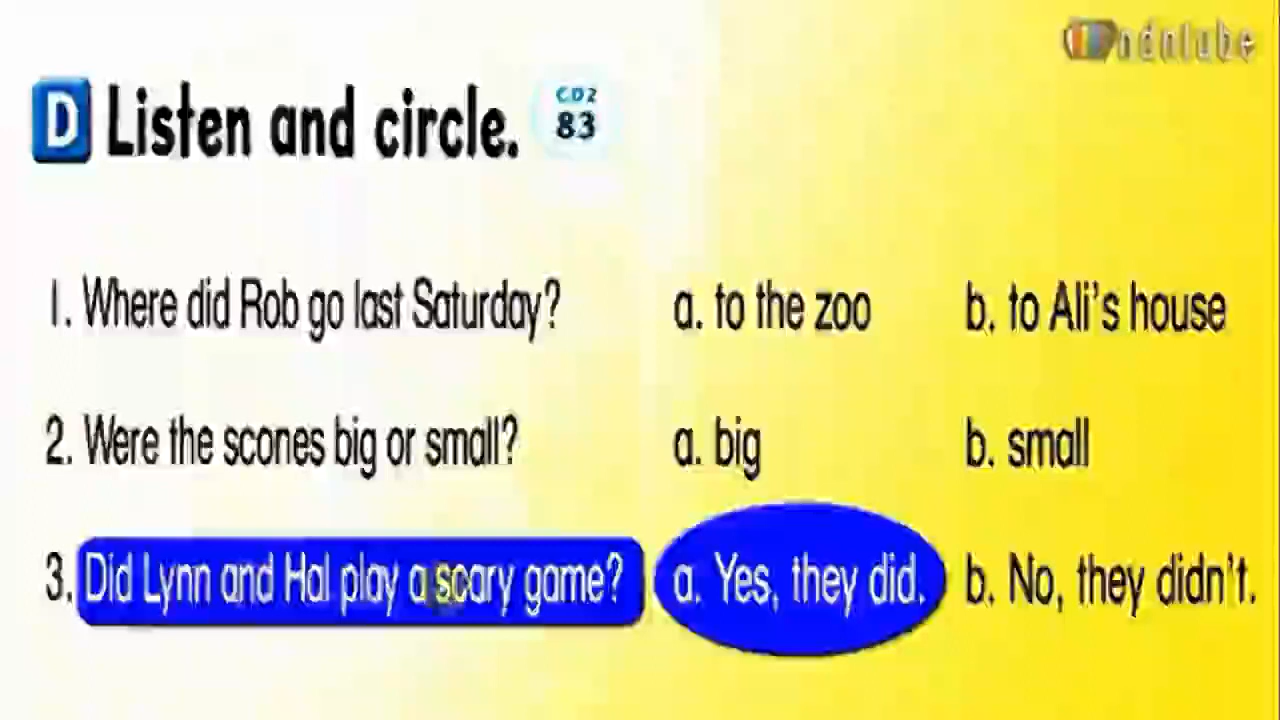 ndntube
D Listen and circle. CD2 83
1. Where did Rob go last Saturday? a. to the zoo b. to Ali's house
2. Were the scones big or small? a. big b. small
3. Did Lynn and Hal play a scary game? a. Yes, they did. b. No, they didn't.